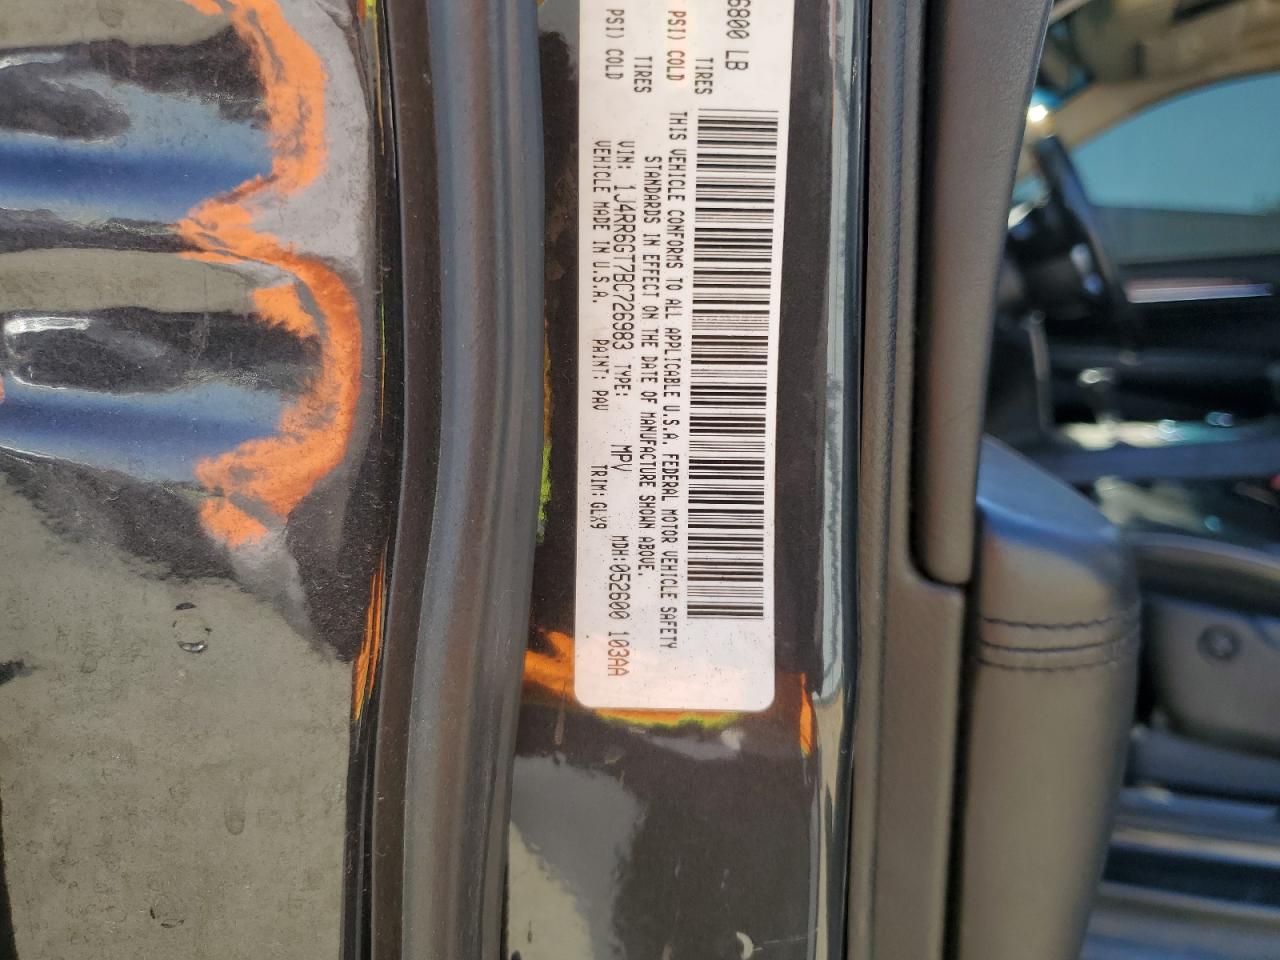 6800 LB
TIRES
PSI) COLD
TIRES
PSI) COLD
THIS VEHICLE CONFORMS TO ALL APPLICABLE U.S.A. FEDERAL MOTOR VEHICLE SAFETY
STANDARDS IN EFFECT ON THE DATE OF MANUFACTURE SHOWN ABOVE.
VIN: 1J4RR6GT7BC726983 TYPE: MPV MDH:052600 103AA
VEHICLE MADE IN U.S.A. PAINT: PAV TRIM: GLX9